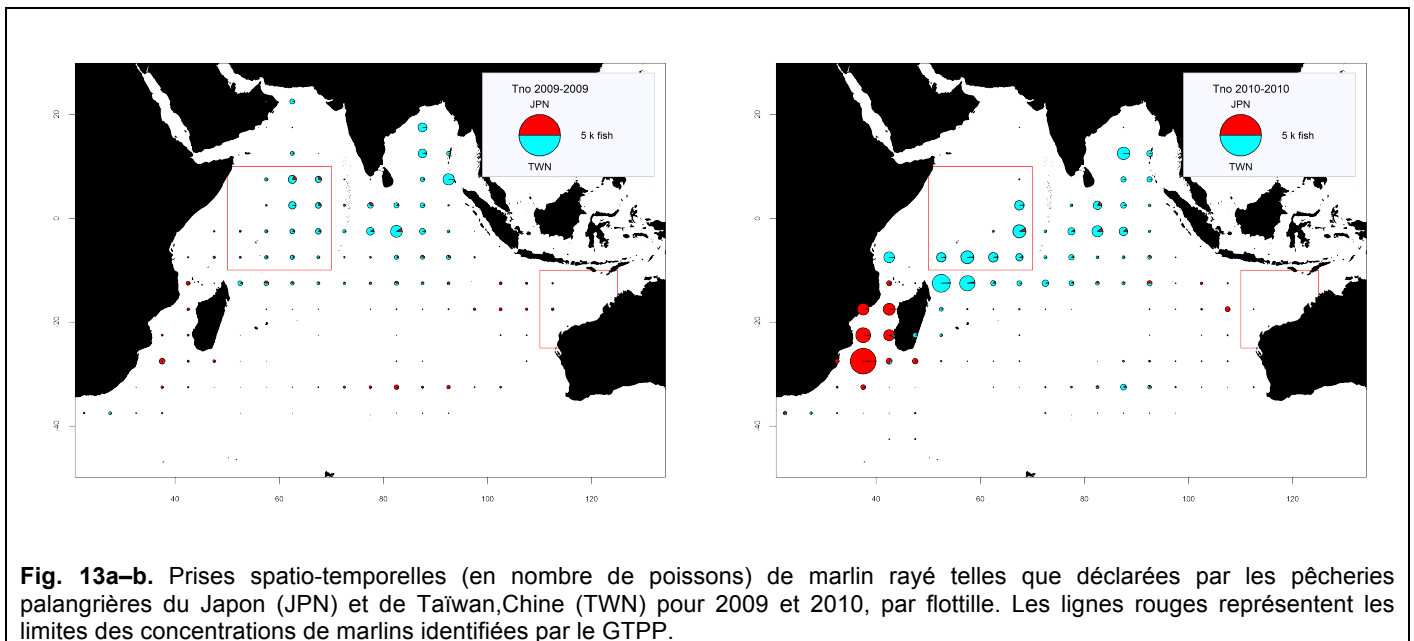 Tno 2009-2009
JPN
5 k fish
TWN
20
0
-20
-40
40
60
80
100
120
Tno 2010-2010
JPN
5 k fish
TWN
20
0
-20
-40
40
60
80
100
120
Fig. 13a–b. Prises spatio-temporelles (en nombre de poissons) de marlin rayé telles que déclarées par les pêcheries
palangrières du Japon (JPN) et de Taïwan,Chine (TWN) pour 2009 et 2010, par flottille. Les lignes rouges représentent les
limites des concentrations de marlins identifiées par le GTPP.